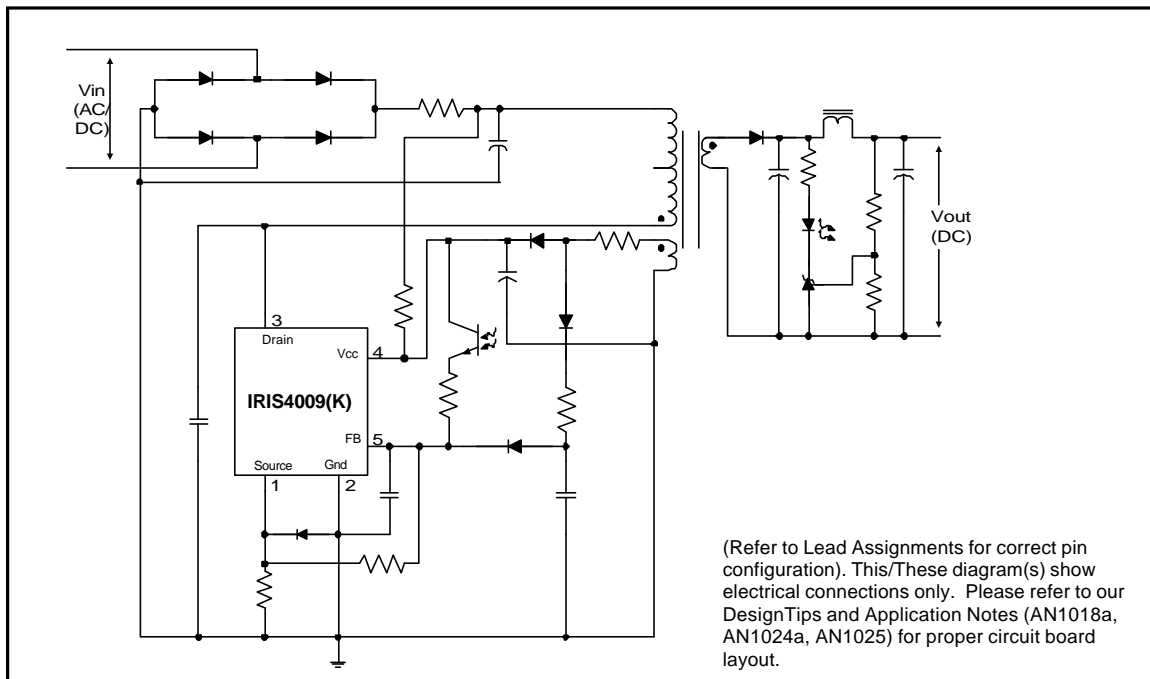 Vin
(AC/
DC)
Vout
(DC)
3
Drain
Vcc
4
IRIS4009(K)
FB
5
Source
Gnd
1
2
(Refer to Lead Assignments for correct pin
configuration). This/These diagram(s) show
electrical connections only.  Please refer to our
DesignTips and Application Notes (AN1018a,
AN1024a, AN1025) for proper circuit board
layout.